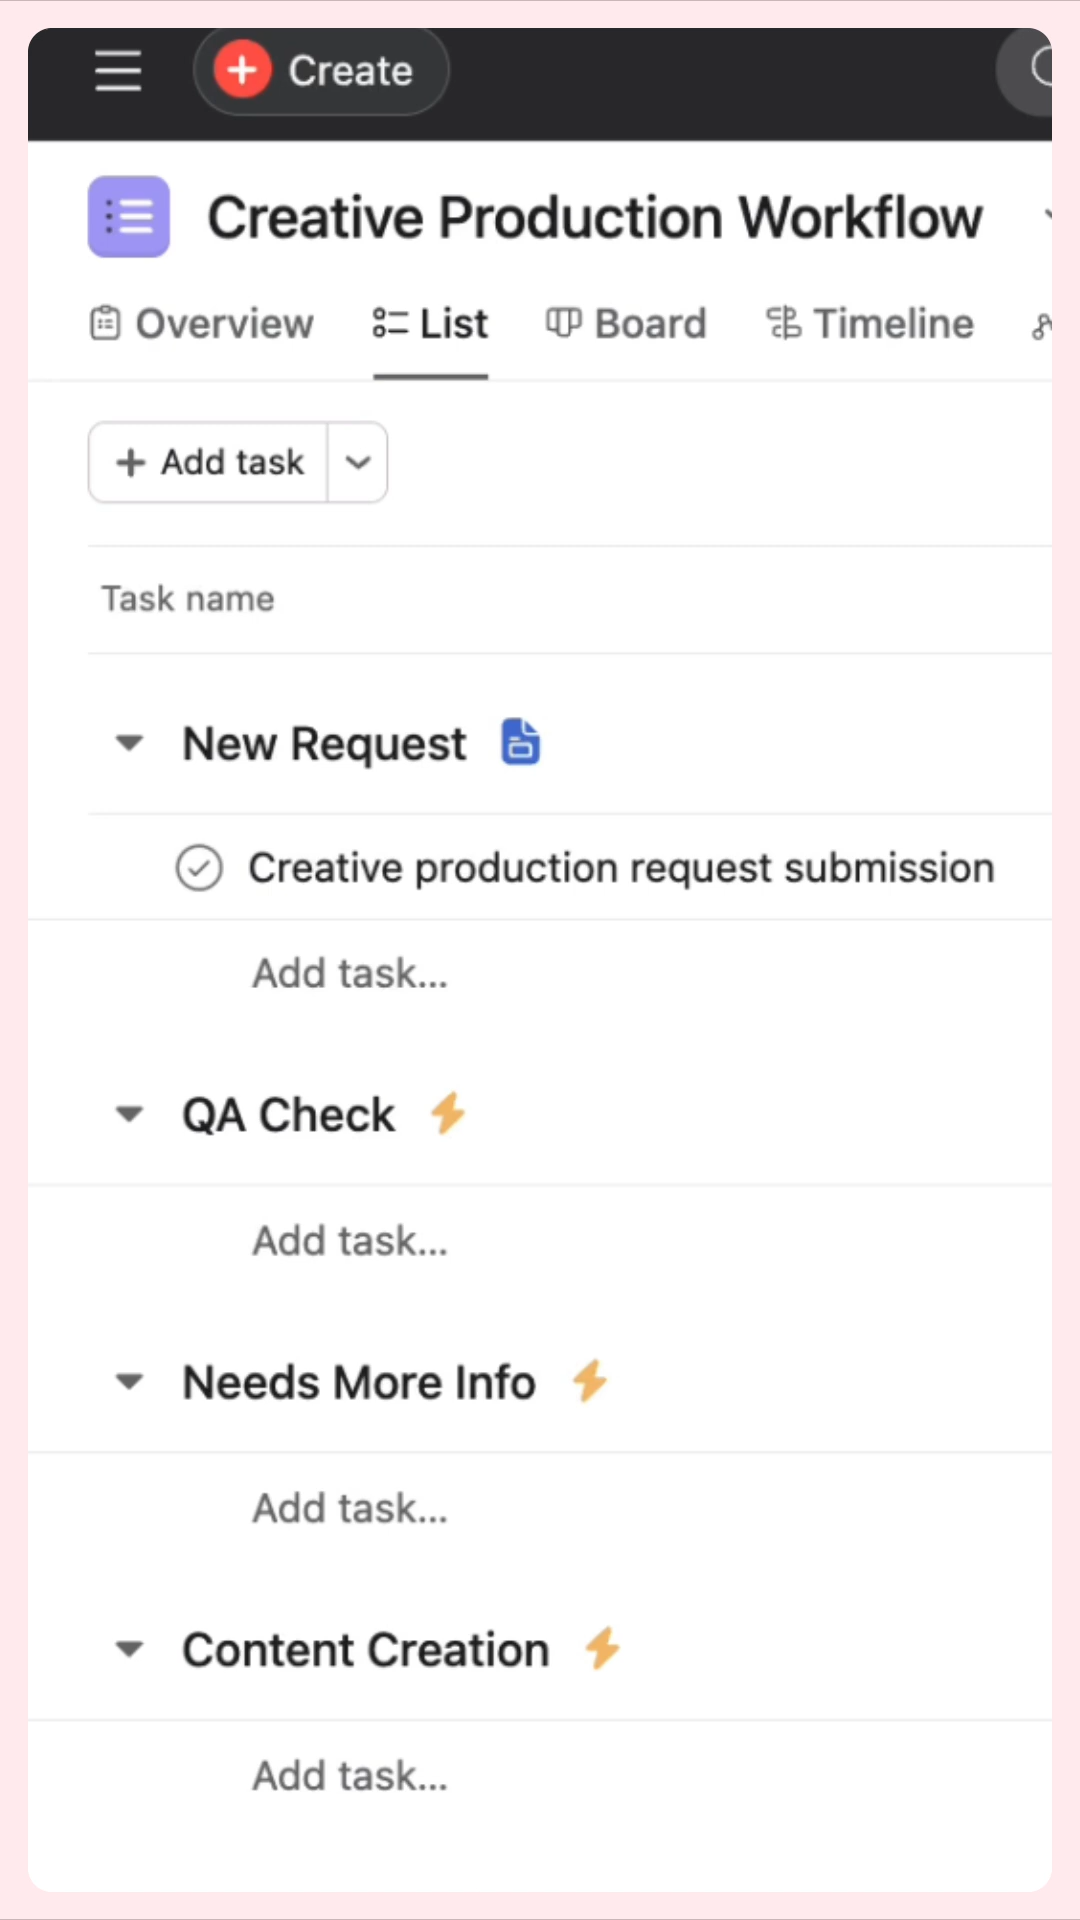 Create
Creative Production Workflow
Overview List Board Timeline
Add task
Task name
New Request
Creative production request submission
Add task...
QA Check
Add task...
Needs More Info
Add task...
Content Creation
Add task...